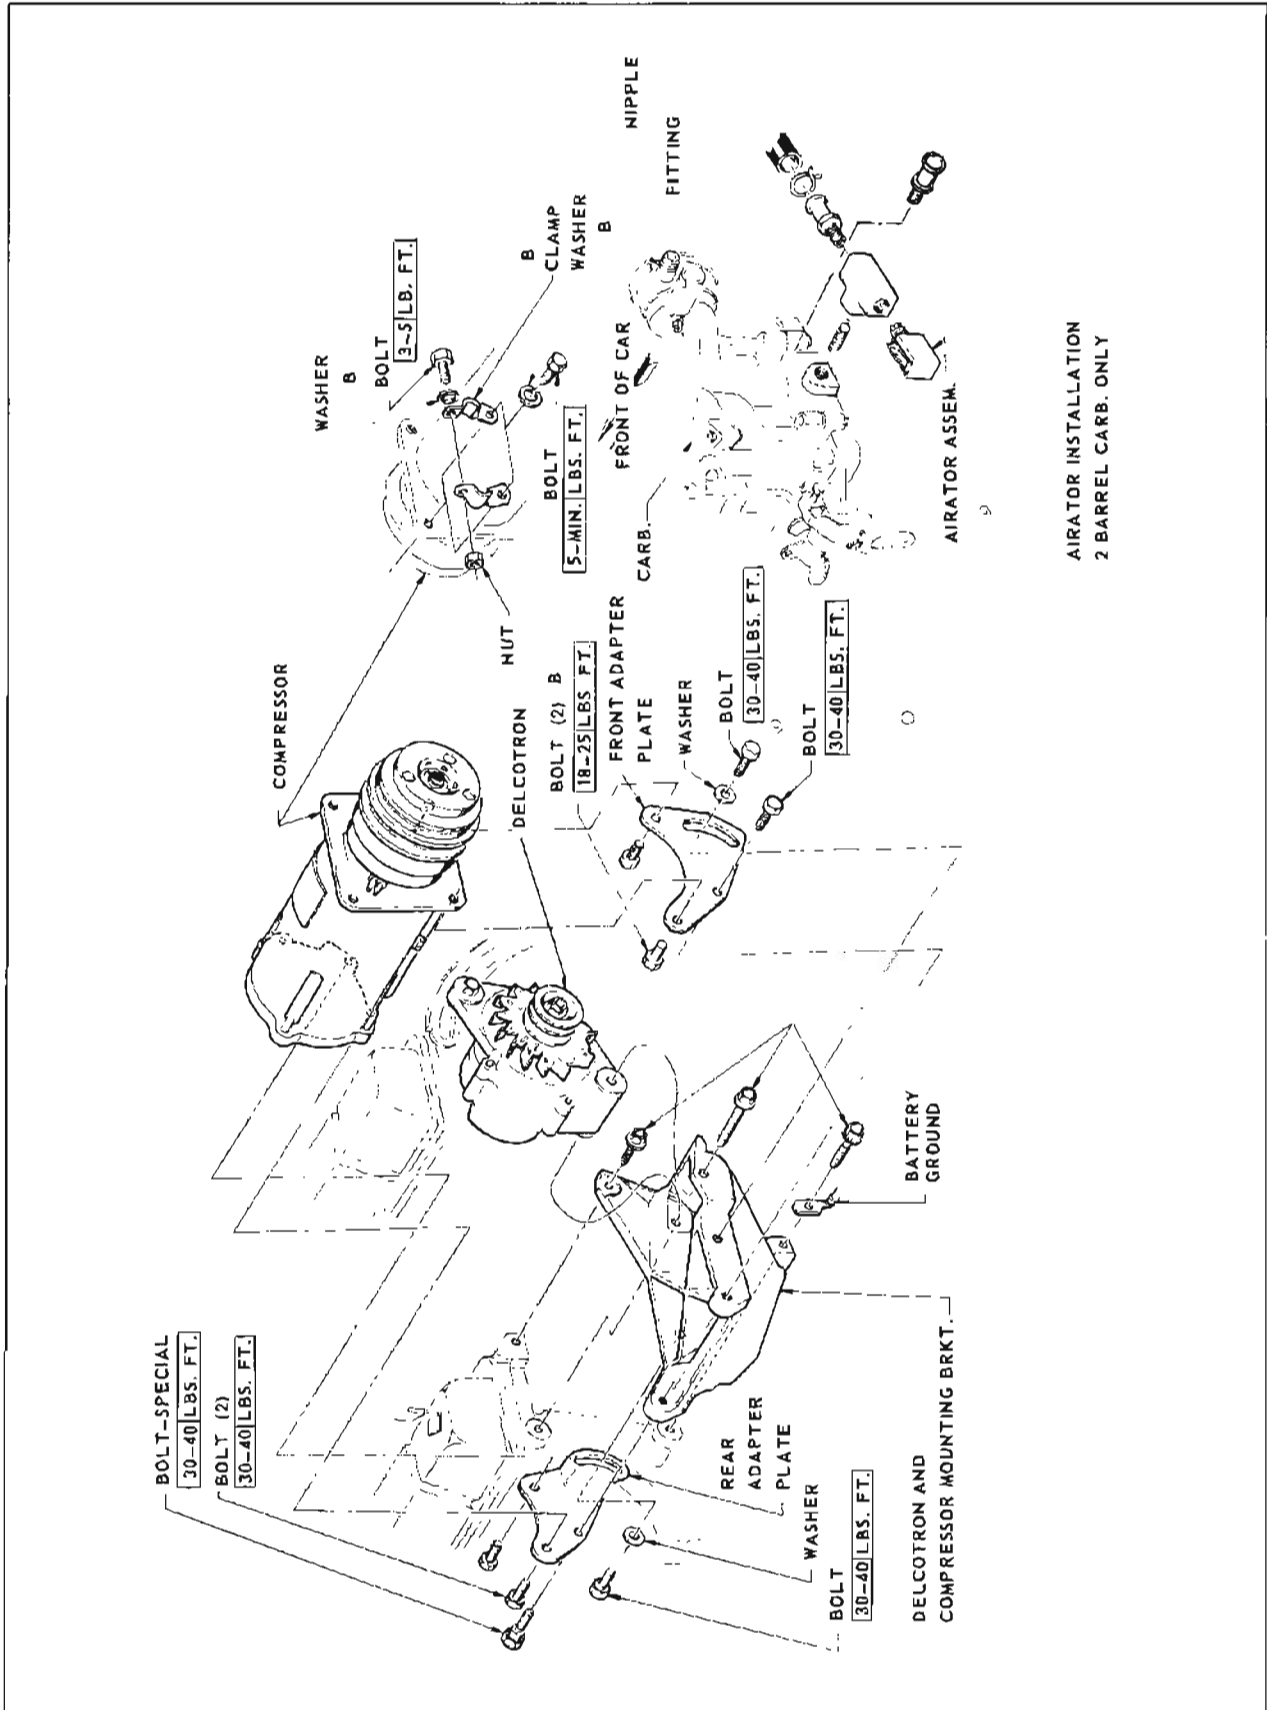 BOLT-SPECIAL
30-40 LBS. FT.
BOLT (2)
30-40 LBS. FT.
COMPRESSOR
WASHER
B
BOLT
3-5 LB. FT.
B
CLAMP
WASHER
B
NIPPLE
FITTING
NUT
BOLT
5-MIN. LBS. FT.
FRONT OF CAR
CARB.
DELCOTRON
BOLT (2) B
18-25 LBS FT.
FRONT ADAPTER
PLATE
WASHER
BOLT
30-40 LBS. FT.
BOLT
30-40 LBS. FT.
AIRATOR ASSEM.
AIRATOR INSTALLATION
2 BARREL CARB. ONLY
REAR
ADAPTER
PLATE
WASHER
BOLT
30-40 LBS. FT.
BATTERY
GROUND
DELCOTRON AND
COMPRESSOR MOUNTING BRKT.